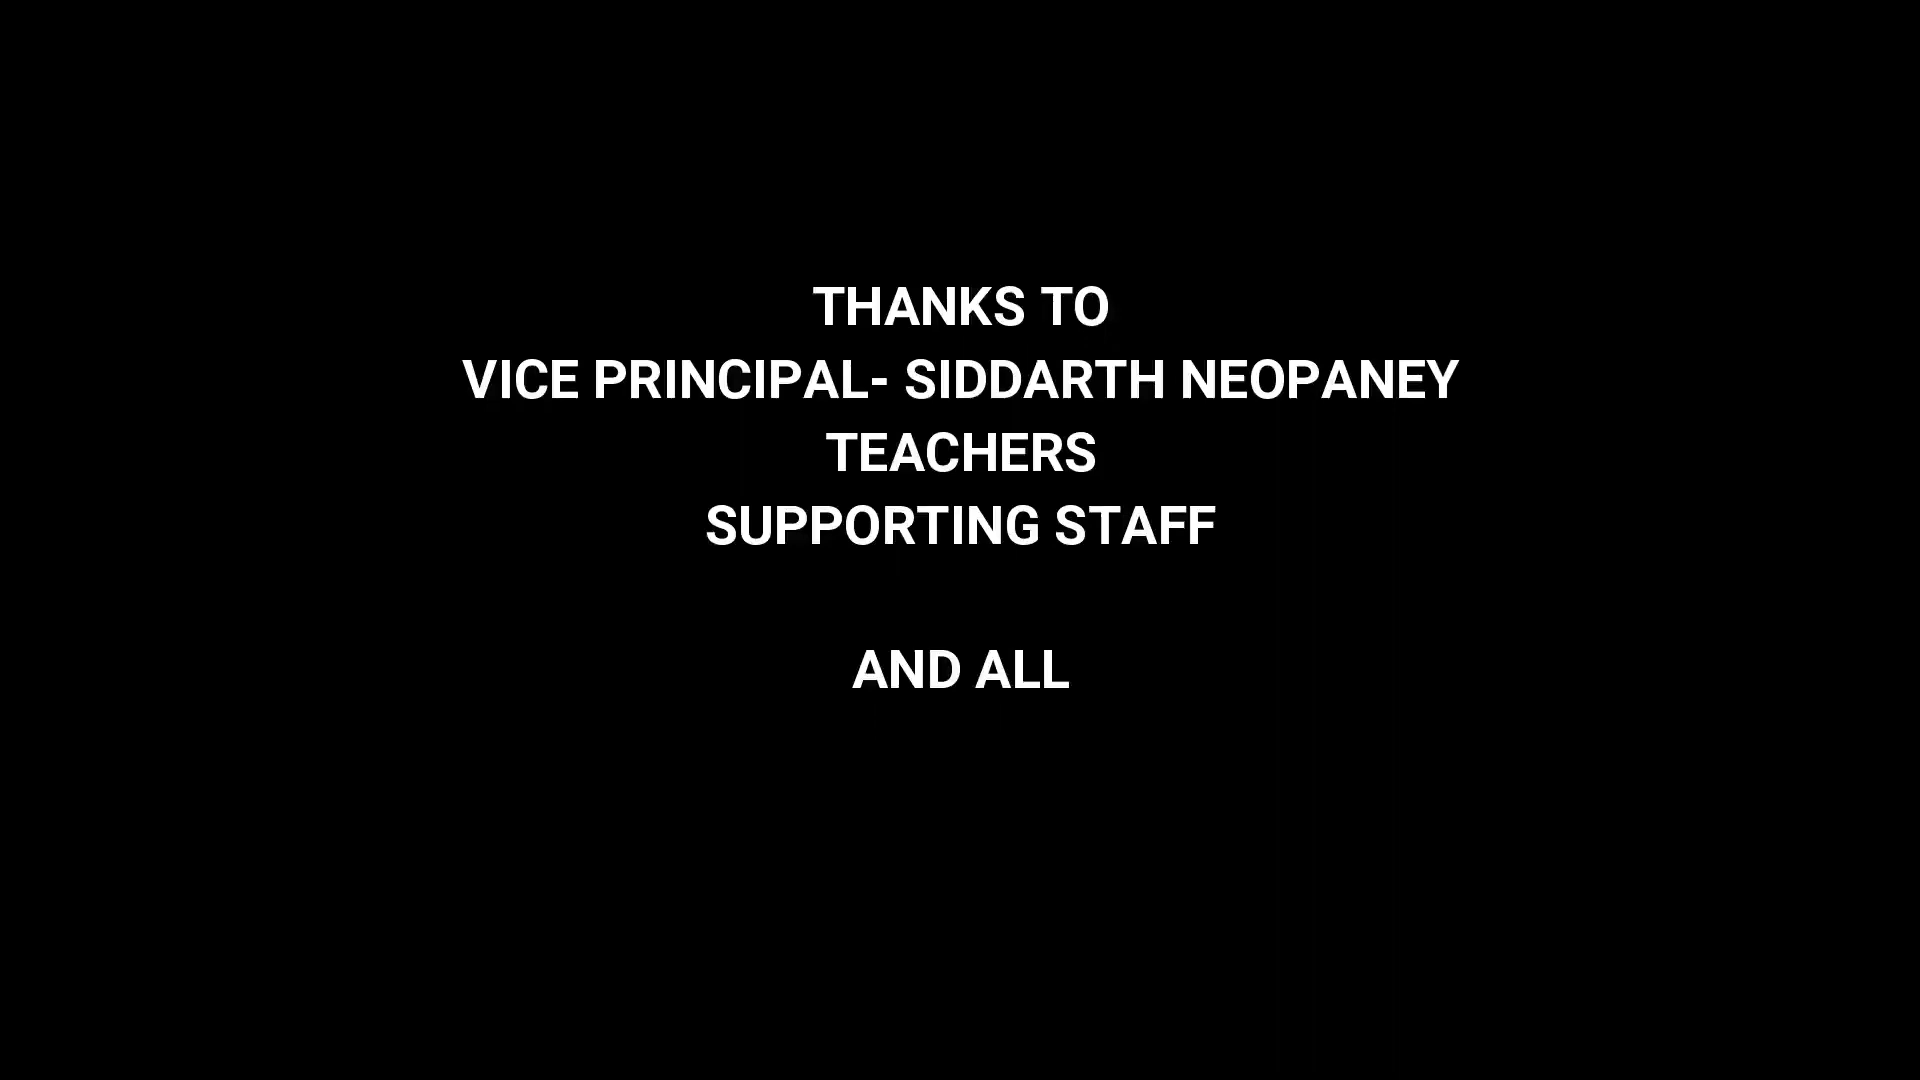 THANKS TO
VICE PRINCIPAL- SIDDARTH NEOPANEY
TEACHERS
SUPPORTING STAFF
AND ALL